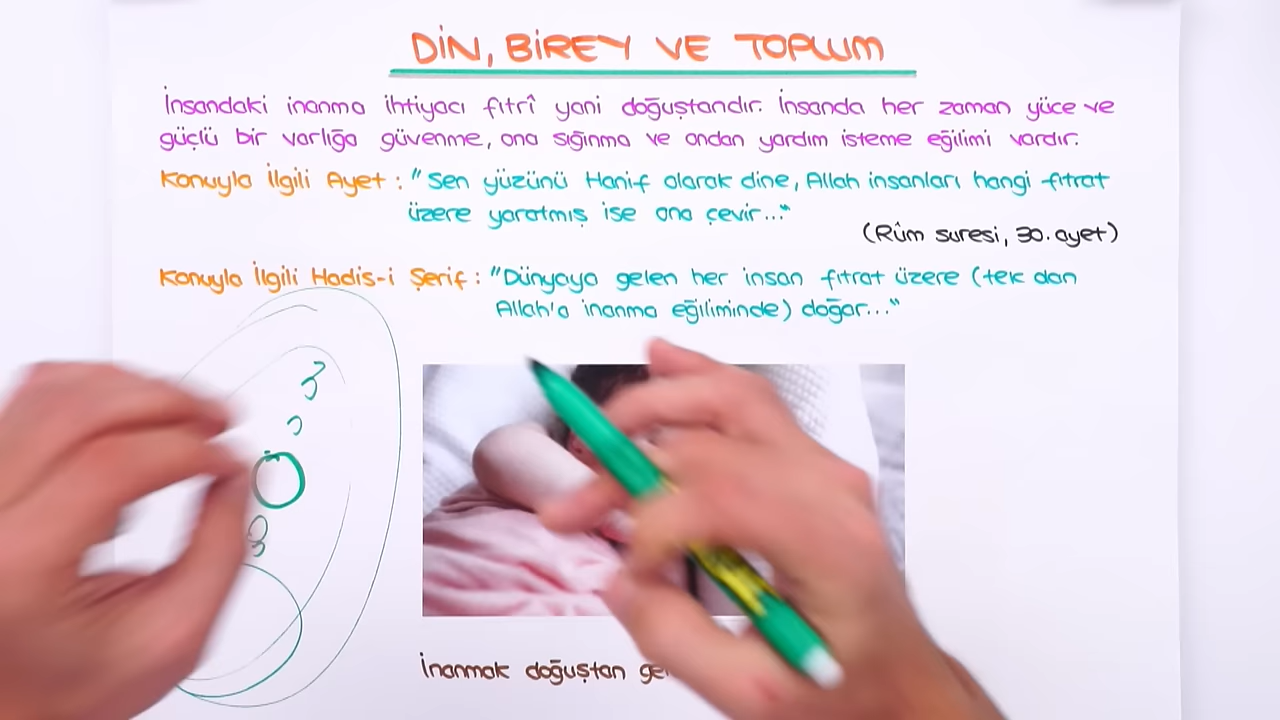 DİN, BİREY VE TOPLUM
İnsandaki inanma ihtiyacı fıtrî yani doğuştandır. İnsanda her zaman yüce ve
güçlü bir varlığa güvenme, ona sığınma ve ondan yardım isteme eğilimi vardır.
Konuyla İlgili Ayet : "Sen yüzünü Hanif olarak dine, Allah insanları hangi fıtrat
üzere yaratmış ise ona çevir..."
(Rûm suresi, 30. ayet)
Konuyla İlgili Hadis-i Şerif : "Dünyaya gelen her insan fıtrat üzere (tek olan
Allah'a inanma eğiliminde) doğar..."
İnanmak doğuştan